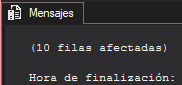 Mensajes
(10 filas afectadas)
Hora de finalización: